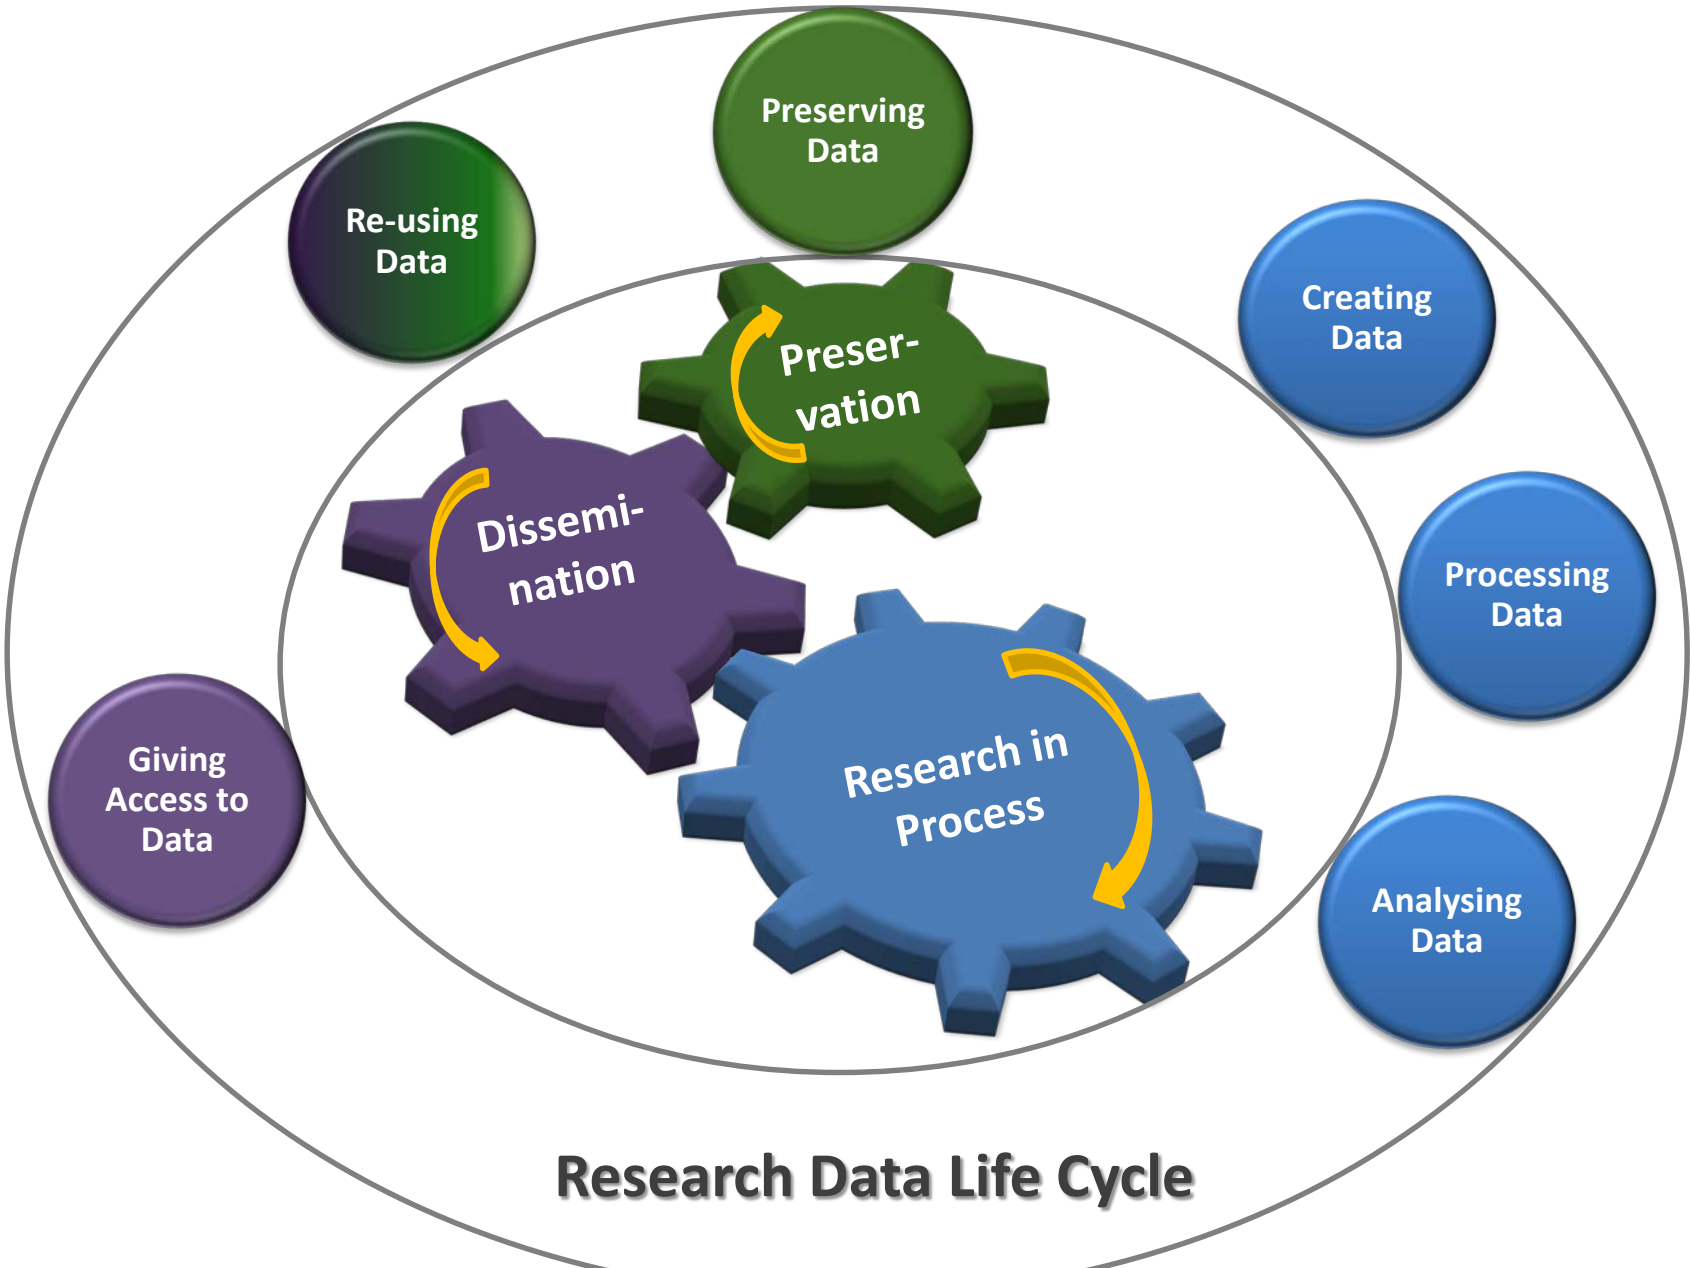 Preserving
Data
Re-using
Data
Creating
Data
Preser-
vation
Dissemi-
nation
Processing
Data
Research in
Process
Giving
Access to
Data
Analysing
Data
Research Data Life Cycle